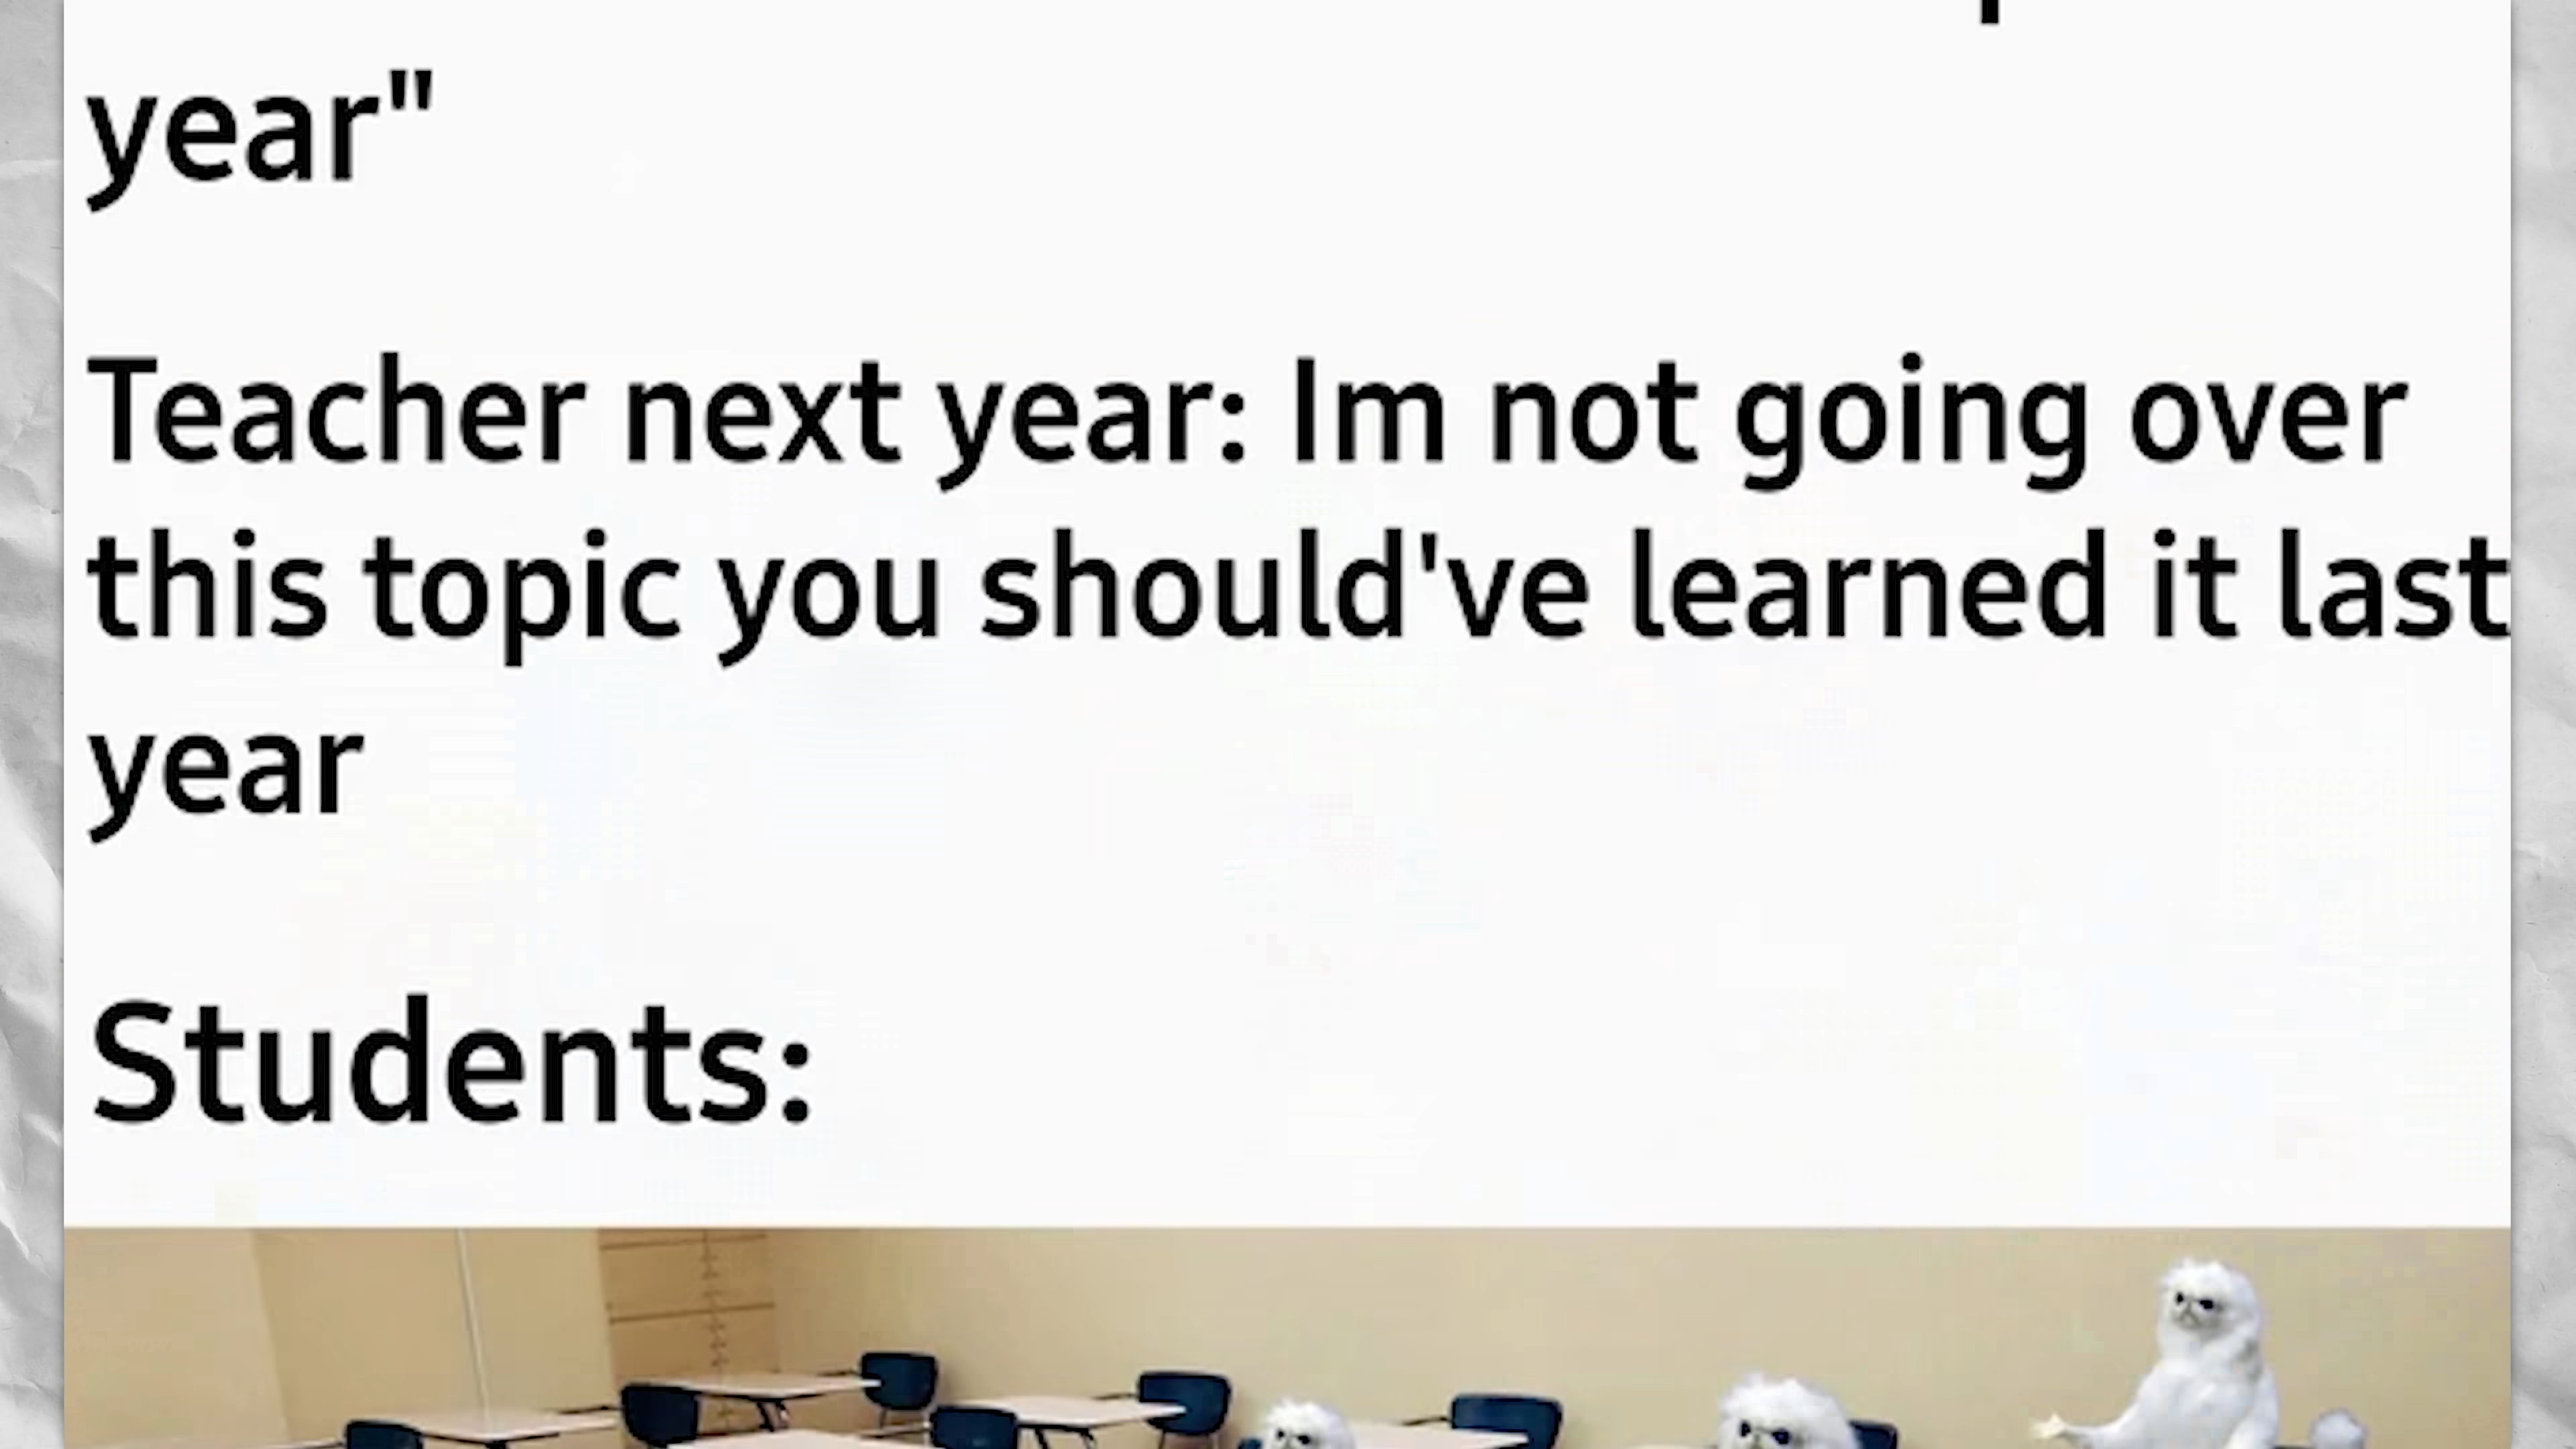 year"
Teacher next year: Im not going over
this topic you should've learned it last
year
Students: